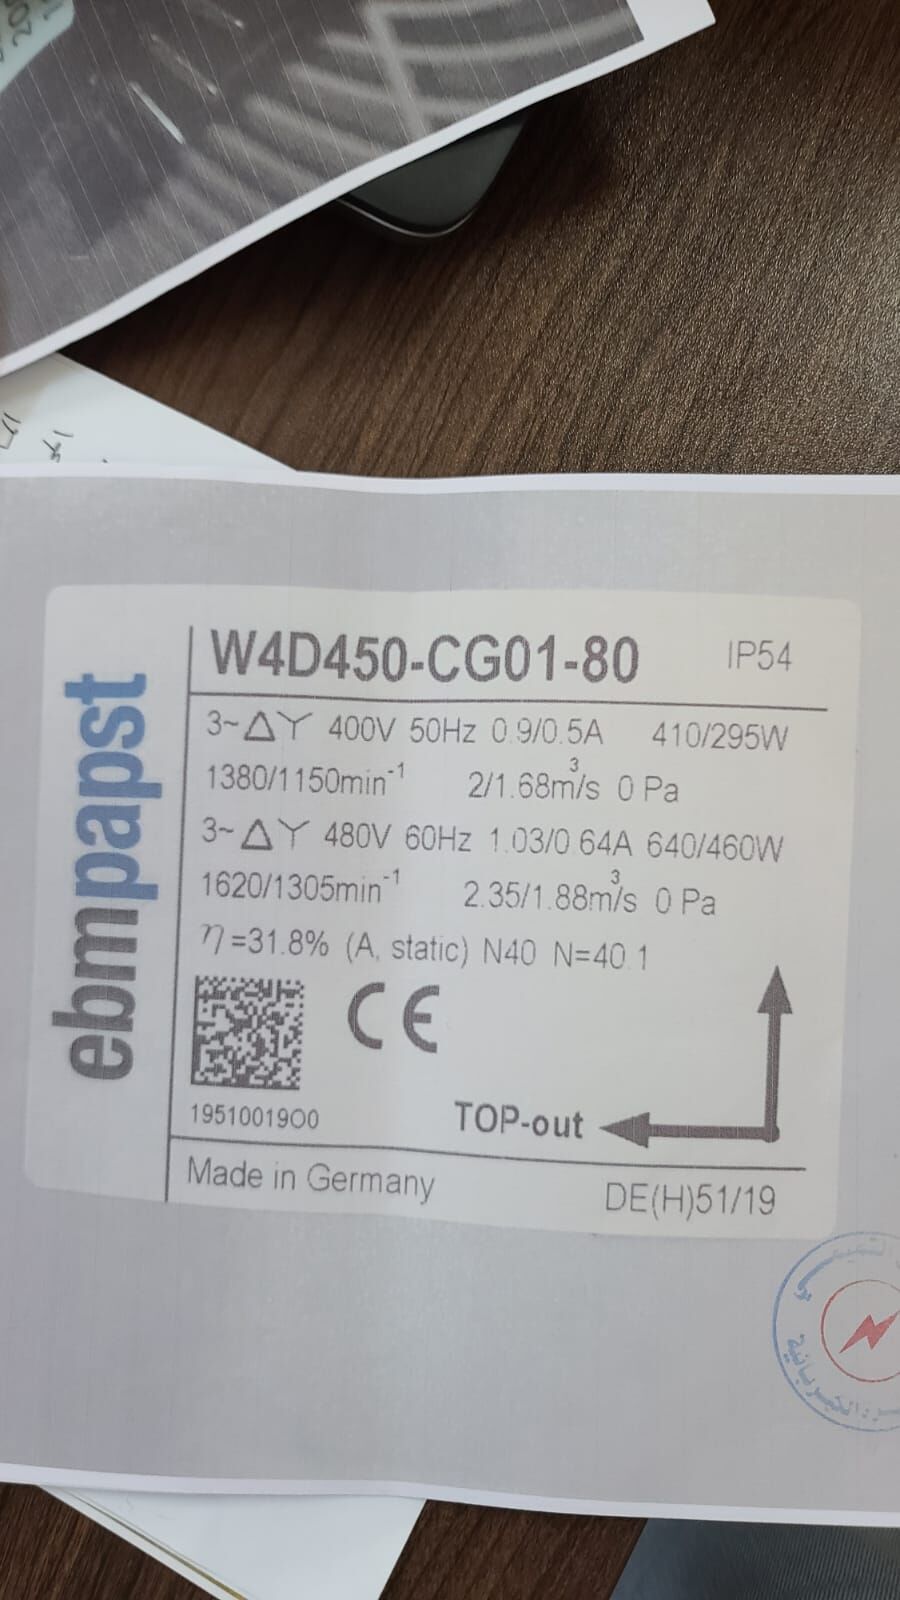 ebmpapst
W4D450-CG01-80 IP54
3~ΔY 400V 50Hz 0.9/0.5A 410/295W
1380/1150min⁻¹ 2/1.68m³/s 0 Pa
3~ΔY 480V 60Hz 1.03/0.64A 640/460W
1620/1305min⁻¹ 2.35/1.88m³/s 0 Pa
η=31.8% (A, static) N40 N=40.1
CE
1951001900
TOP-out
Made in Germany DE(H)51/19